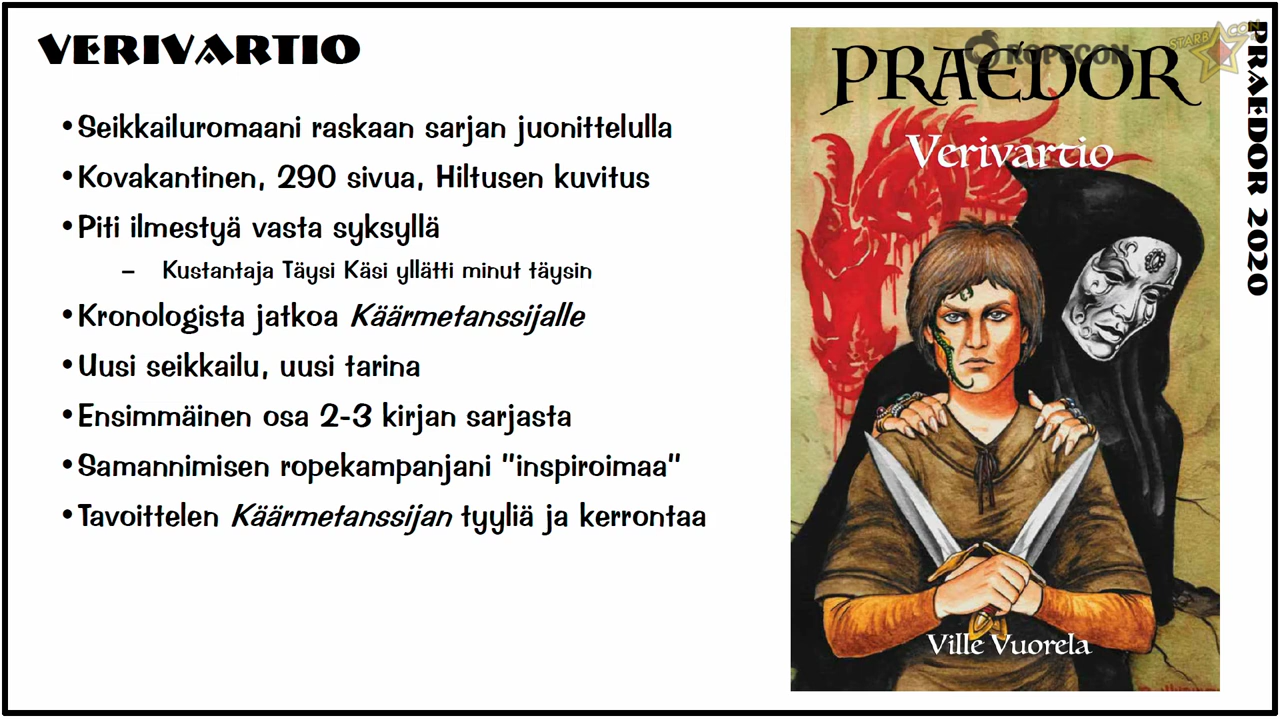 VERIVARTIO
•Seikkailuromaani raskaan sarjan juonittelulla
•Kovakantinen, 290 sivua, Hiltusen kuvitus
•Piti ilmestyä vasta syksyllä
– Kustantaja Täysi Käsi yllätti minut täysin
•Kronologista jatkoa Käärmetanssijalle
•Uusi seikkailu, uusi tarina
•Ensimmäinen osa 2-3 kirjan sarjasta
•Samannimisen ropekampanjani "inspiroimaa"
•Tavoittelen Käärmetanssijan tyyliä ja kerrontaa
PRAEDOR
ROPECON
STARBCON
Verivartio
Ville Vuorela
PRAEDOR 2020